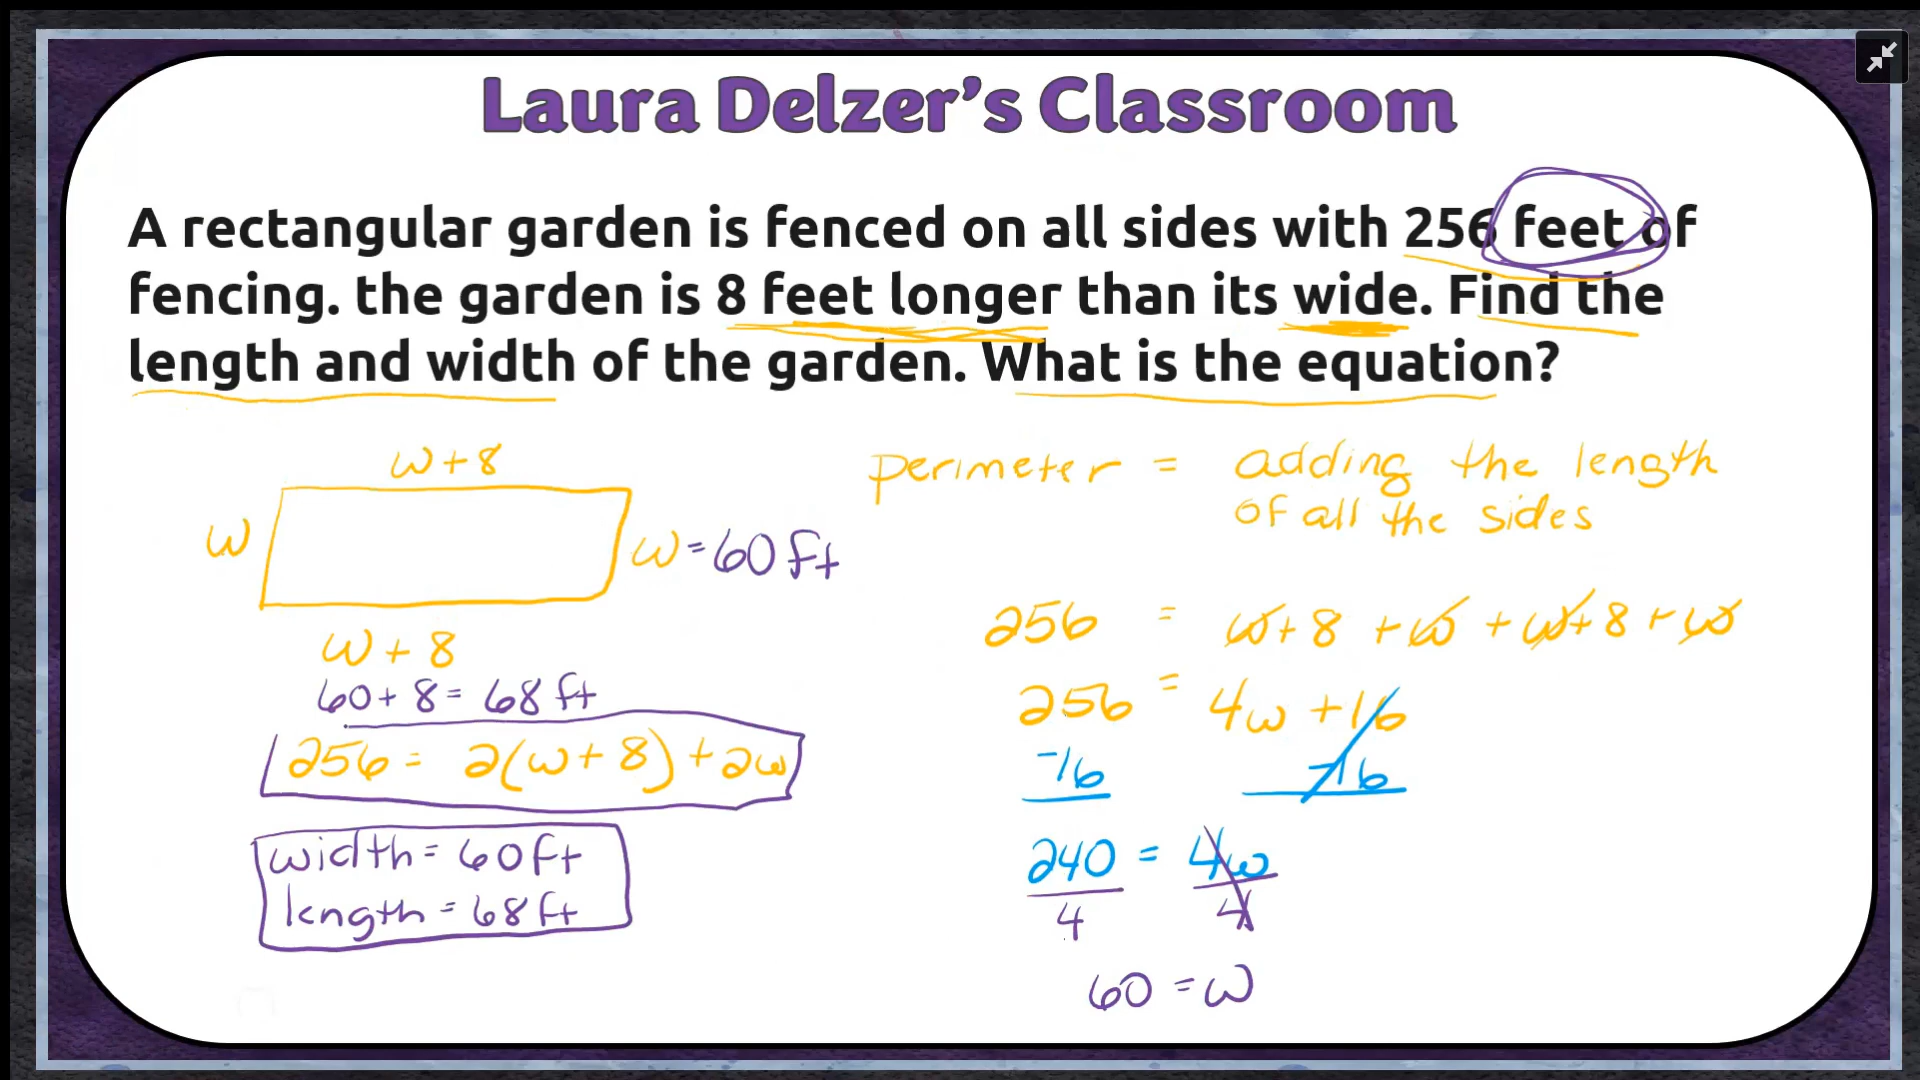 Laura Delzer's Classroom
A rectangular garden is fenced on all sides with 256 feet of
fencing. the garden is 8 feet longer than its wide. Find the
length and width of the garden. What is the equation?
w + 8
w
w = 60 ft
w + 8
60 + 8 = 68 ft
256 = 2(w + 8) + 2w
width = 60 ft
length = 68 ft
perimeter = adding the length
of all the sides
256 = w + 8 + w + w + 8 + w
256 = 4w + 16
-16 -16
240 = 4w
4 4
60 = w